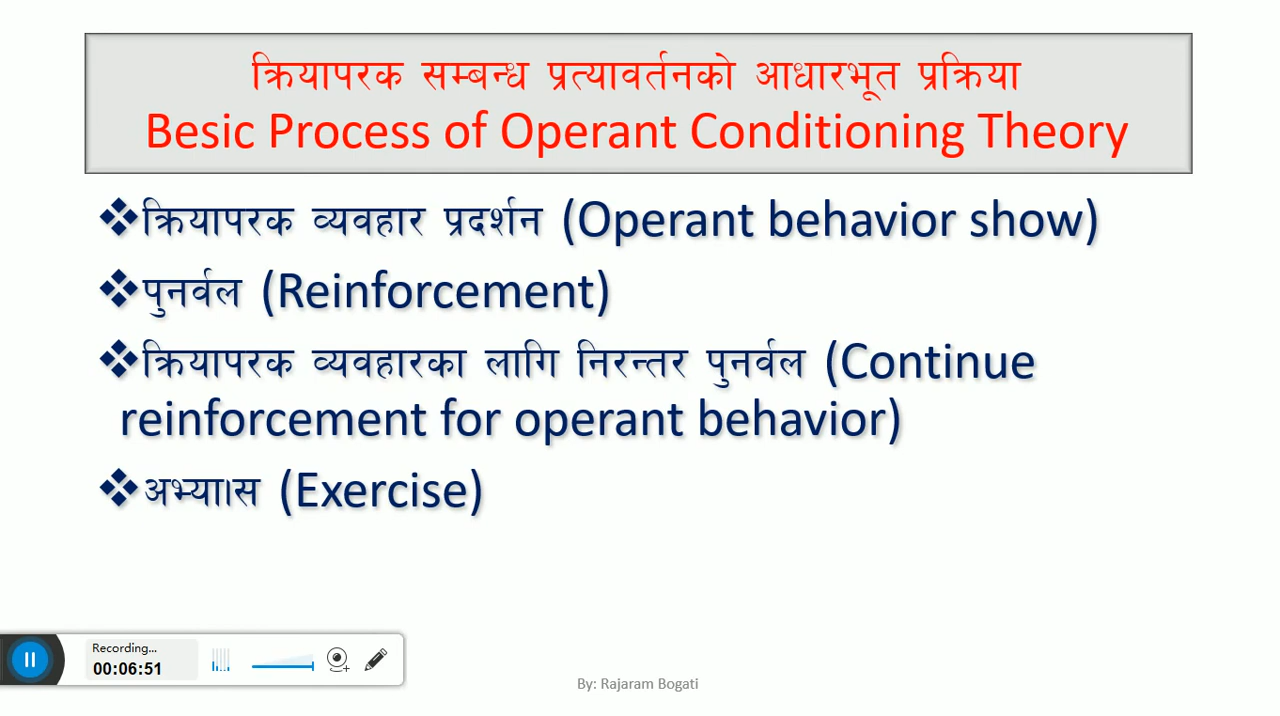 क्रियापरक सम्बन्ध प्रत्यावर्तनको आधारभूत प्रक्रिया
Besic Process of Operant Conditioning Theory
❖क्रियापरक व्यवहार प्रदर्शन (Operant behavior show)
❖पुनर्वल (Reinforcement)
❖क्रियापरक व्यवहारका लागि निरन्तर पुनर्वल (Continue
reinforcement for operant behavior)
❖अभ्याास (Exercise)
Recording...
00:06:51
By: Rajaram Bogati